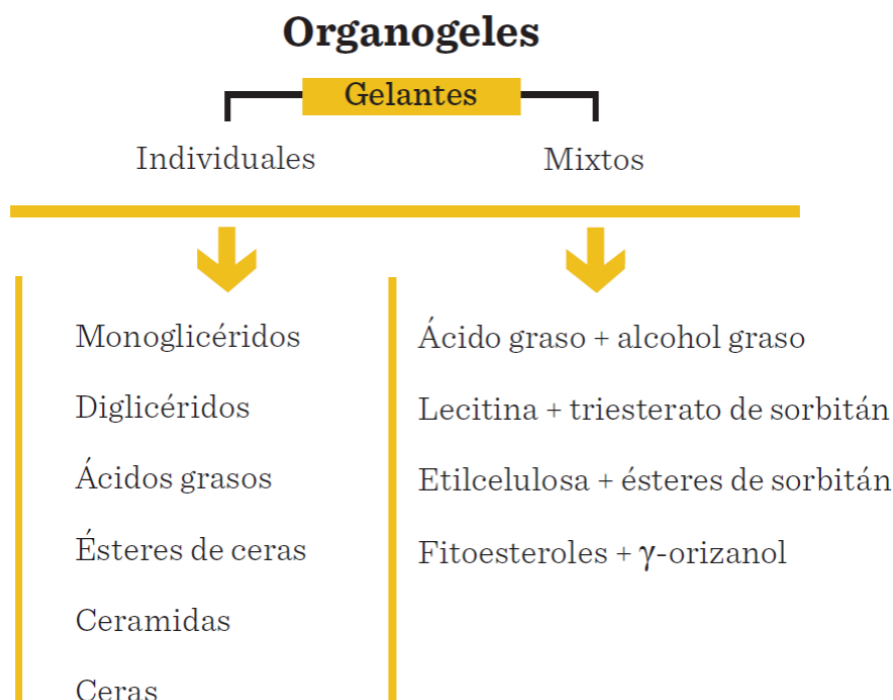 Organogeles
Gelantes
Individuales
Mixtos
Monoglicéridos
Diglicéridos
Ácidos grasos
Ésteres de ceras
Ceramidas
Ceras
Ácido graso + alcohol graso
Lecitina + triesterato de sorbitán
Etilcelulosa + ésteres de sorbitán
Fitoesteroles + γ-orizanol